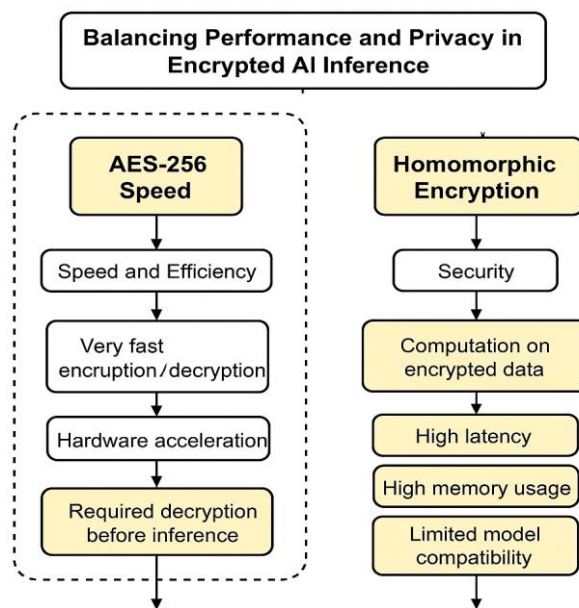 Balancing Performance and Privacy in
Encrypted AI Inference
AES-256
Speed
Speed and Efficiency
Very fast
encruption/decryption
Hardware acceleration
Required decryption
before inference
Homomorphic
Encryption
Security
Computation on
encrypted data
High latency
High memory usage
Limited model
compatibility